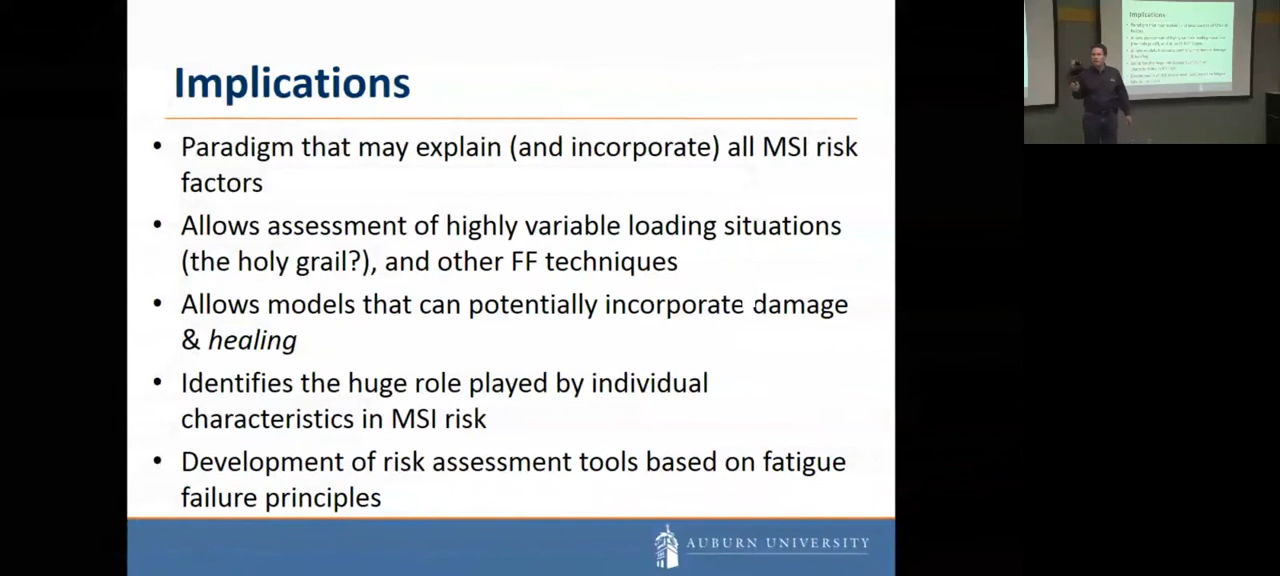 Implications
• Paradigm that may explain (and incorporate) all MSI risk
factors
• Allows assessment of highly variable loading situations
(the holy grail?), and other FF techniques
• Allows models that can potentially incorporate damage
& healing
• Identifies the huge role played by individual
characteristics in MSI risk
• Development of risk assessment tools based on fatigue
failure principles
AUBURN UNIVERSITY
Implications